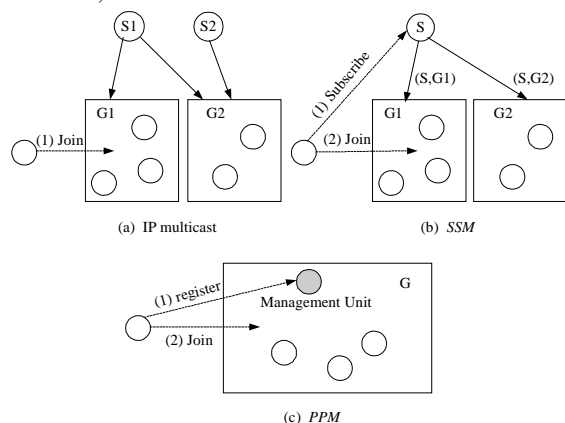 S1
S2
S
(1) Subscribe
(S,G1)
(S,G2)
G1
G2
G1
G2
(1) Join
(2) Join
(a) IP multicast
(b) SSM
(1) register
G
Management Unit
(2) Join
(c) PPM